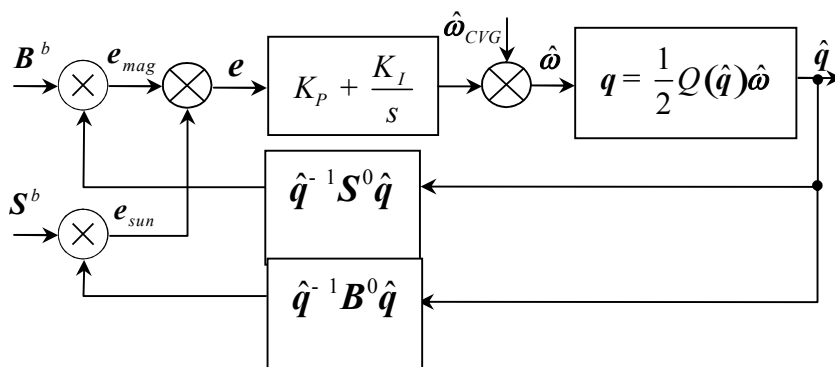 B^b
e_mag
e
K_P + K_I / s
ω̂_CVG
ω̂
q = 1/2 Q(q̂)ω̂
q̂
q̂^{- 1} S^0 q̂
S^b
e_sun
q̂^{- 1} B^0 q̂